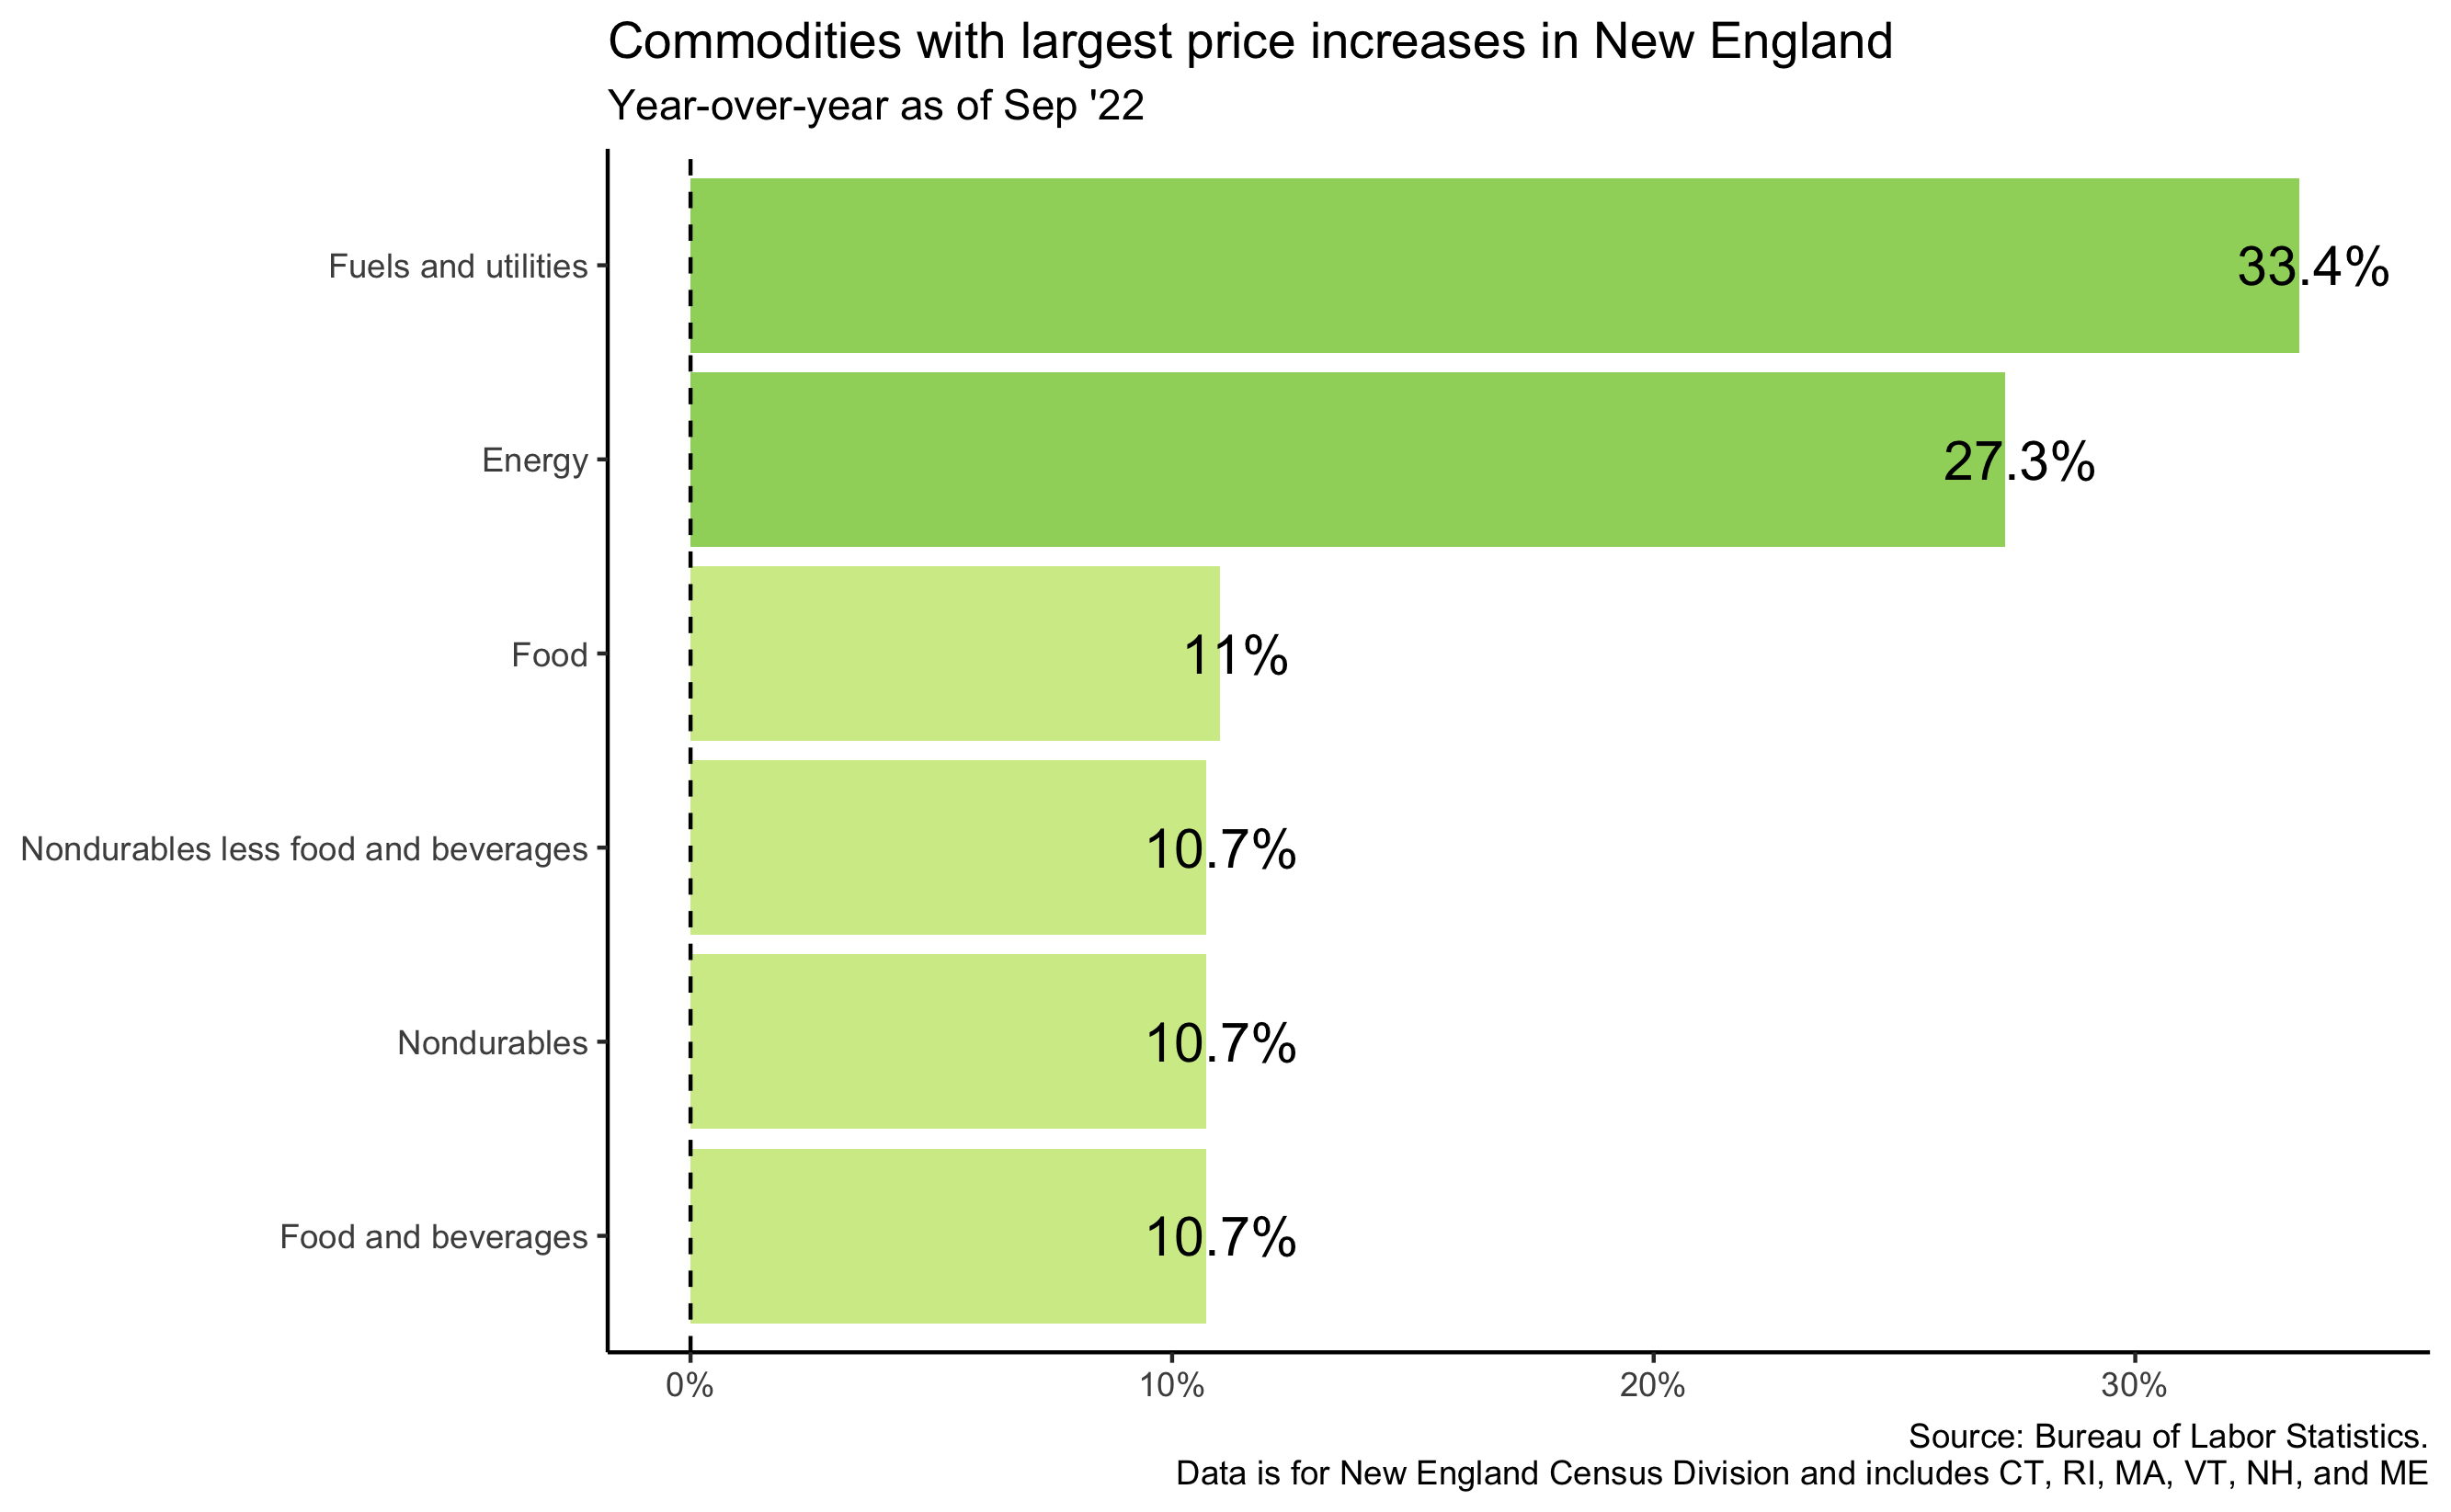 Commodities with largest price increases in New England
Year-over-year as of Sep '22
Fuels and utilities
33.4%
Energy
27.3%
Food
11%
Nondurables less food and beverages
10.7%
Nondurables
10.7%
Food and beverages
10.7%
0%
10%
20%
30%
Source: Bureau of Labor Statistics.
Data is for New England Census Division and includes CT, RI, MA, VT, NH, and ME